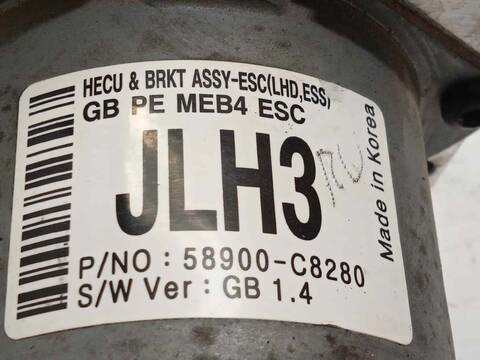 HECU & BRKT ASSY-ESC(LHD,ESS)
GB PE MEB4 ESC
JLH3
P/NO : 58900-C8280
S/W Ver : GB 1.4
Made in Korea